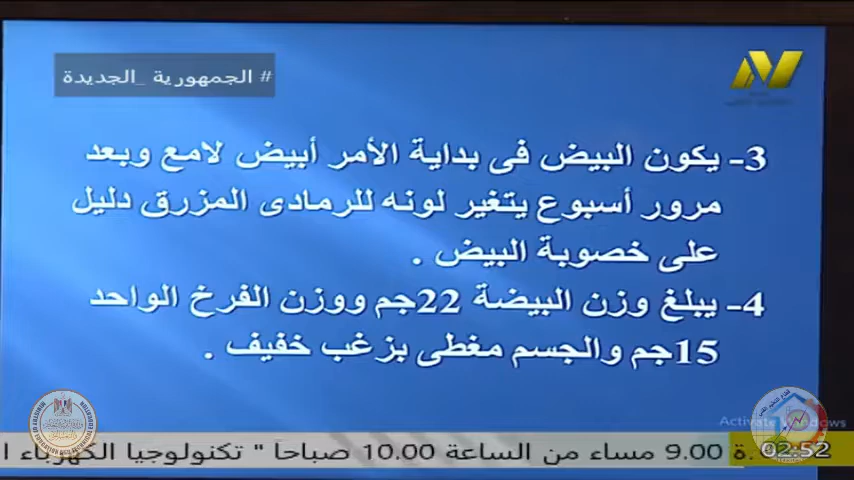 # الجمهورية _الجديدة
3- يكون البيض فى بداية الأمر أبيض لامع وبعد
مرور أسبوع يتغير لونه للرمادى المزرق دليل
على خصوبة البيض .
4- يبلغ وزن البيضة 22جم ووزن الفرخ الواحد
15جم والجسم مغطى بزغب خفيف .
Activate Windows
9.00 مساء من الساعة 10.00 صباحاً " تكنولوجيا الكهرباء
02:52